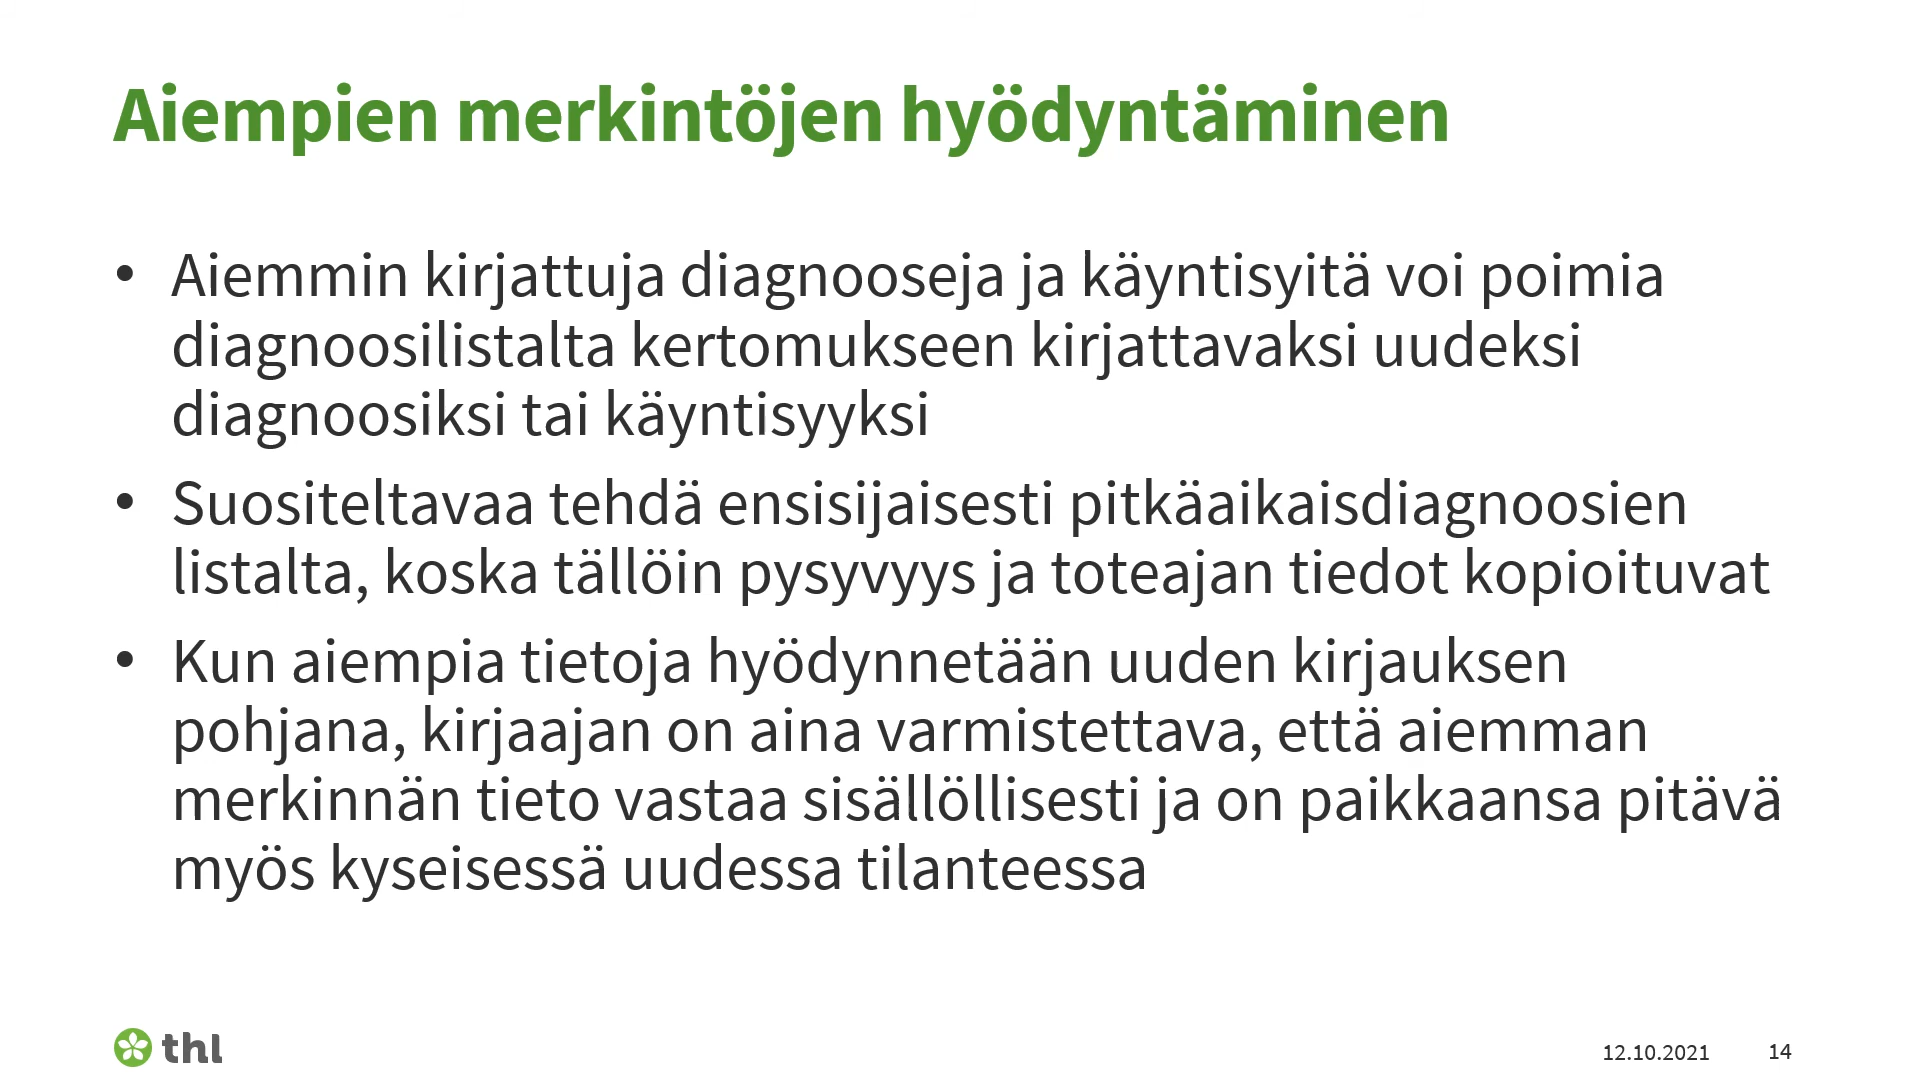 Aiempien merkintöjen hyödyntäminen
• Aiemmin kirjattuja diagnooseja ja käyntisyitä voi poimia
diagnoosilistalta kertomukseen kirjattavaksi uudeksi
diagnoosiksi tai käyntisyyksi
• Suositeltavaa tehdä ensisijaisesti pitkäaikaisdiagnoosien
listalta, koska tällöin pysyvyys ja toteajan tiedot kopioituvat
• Kun aiempia tietoja hyödynnetään uuden kirjauksen
pohjana, kirjaajan on aina varmistettava, että aiemman
merkinnän tieto vastaa sisällöllisesti ja on paikkaansa pitävä
myös kyseisessä uudessa tilanteessa
thl
12.10.2021
14